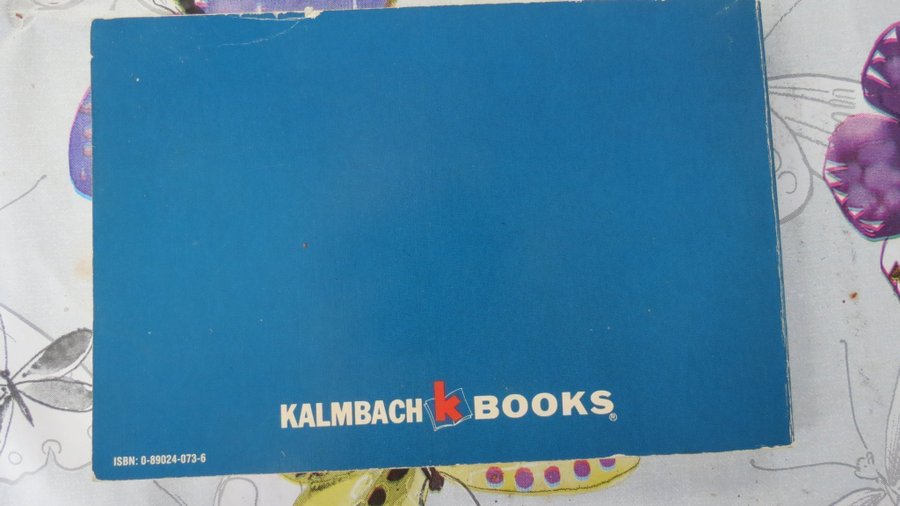 KALMBACH k BOOKS®
ISBN: 0-89024-073-6